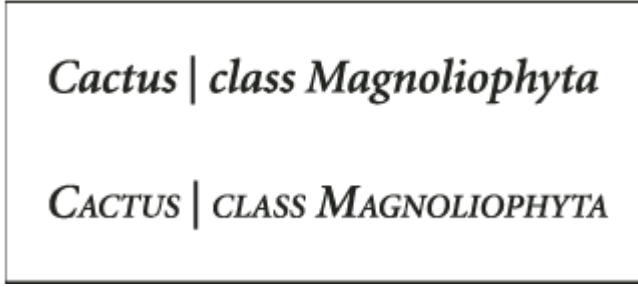 Cactus | class Magnoliophyta
CACTUS | CLASS MAGNOLIOPHYTA